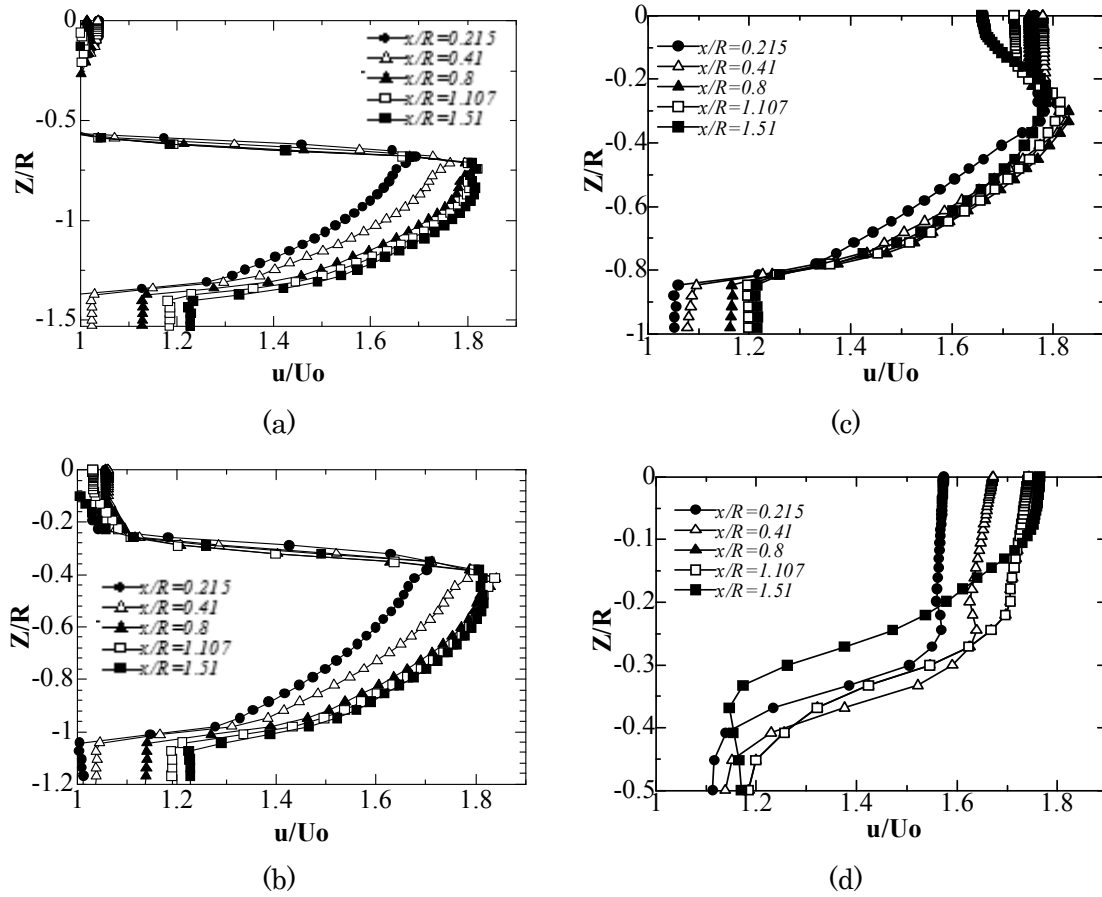 0
-0.5
-1
-1.5
Z/R
1
1.2
1.4
1.6
1.8
u/Uo
x/R=0.215
x/R=0.41
x/R=0.8
x/R=1.107
x/R=1.51
(a)
0
-0.2
-0.4
-0.6
-0.8
-1
Z/R
1
1.2
1.4
1.6
1.8
u/Uo
x/R=0.215
x/R=0.41
x/R=0.8
x/R=1.107
x/R=1.51
(c)
0
-0.2
-0.4
-0.6
-0.8
-1.0
-1.2
Z/R
1
1.2
1.4
1.6
1.8
u/Uo
x/R=0.215
x/R=0.41
x/R=0.8
x/R=1.107
x/R=1.51
(b)
0
-0.1
-0.2
-0.3
-0.4
-0.5
Z/R
1
1.2
1.4
1.6
1.8
u/Uo
x/R=0.215
x/R=0.41
x/R=0.8
x/R=1.107
x/R=1.51
(d)